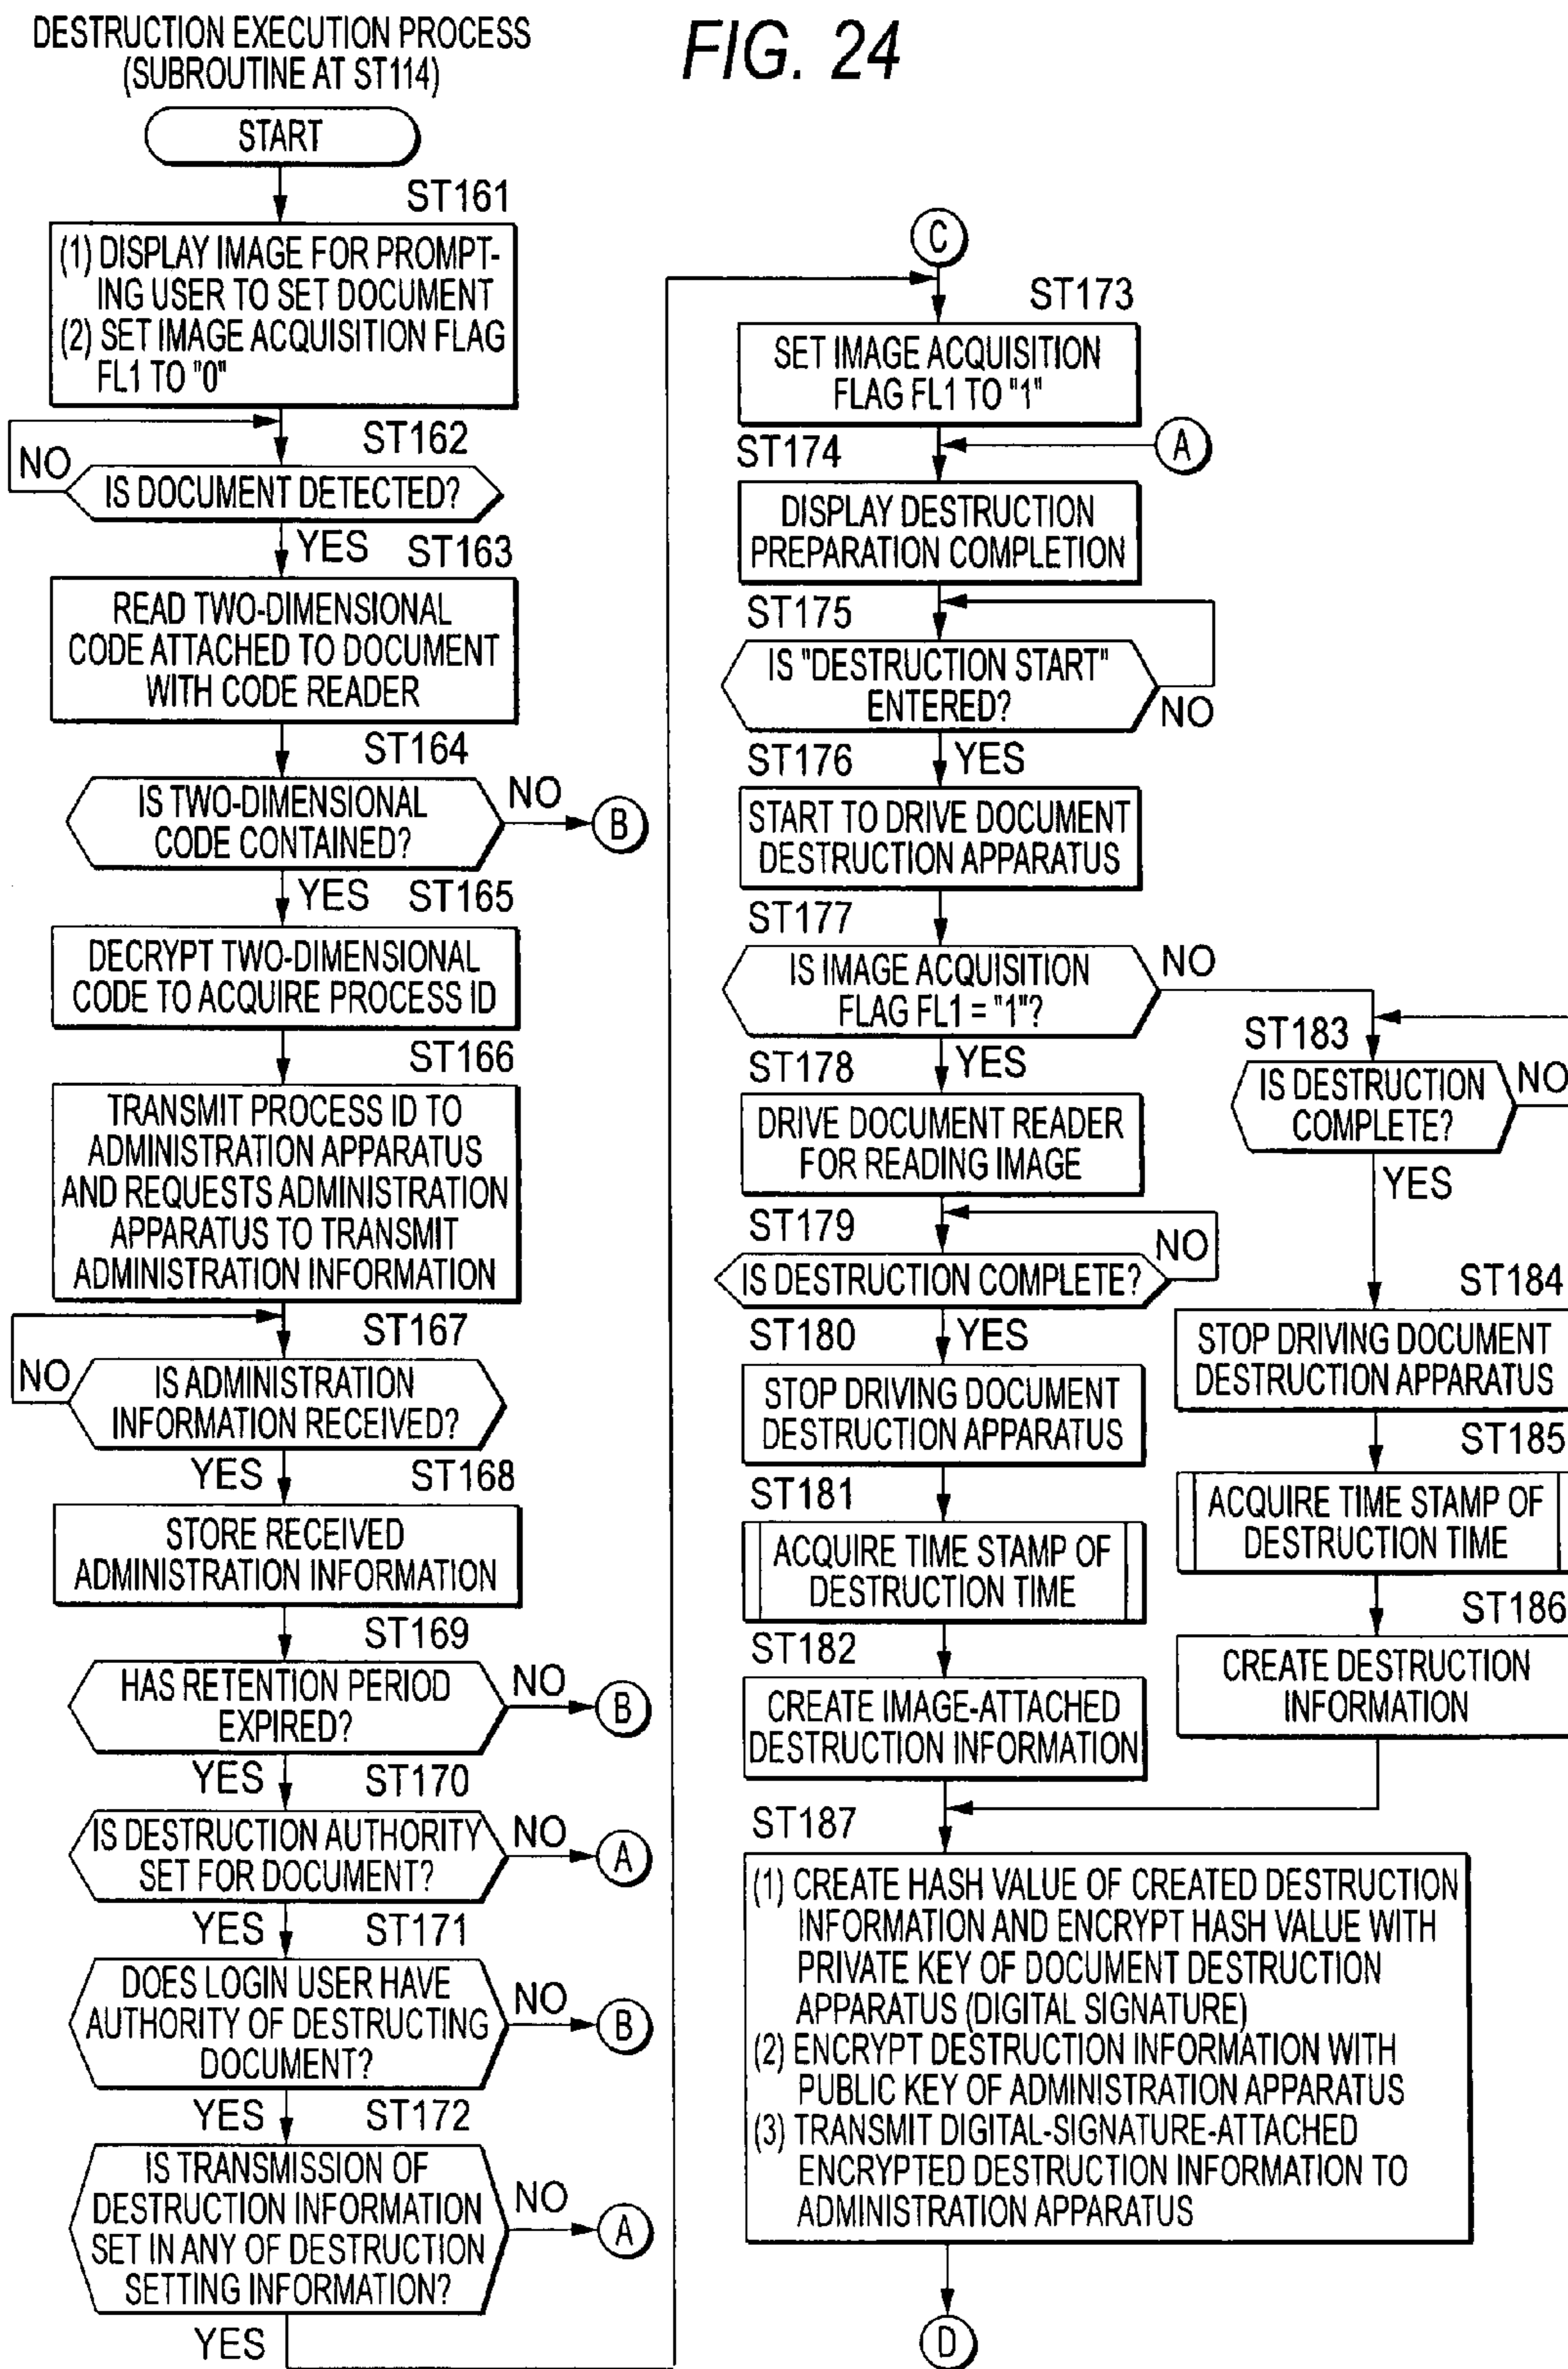 DESTRUCTION EXECUTION PROCESS
(SUBROUTINE AT ST114)
FIG. 24
START
ST161
(1) DISPLAY IMAGE FOR PROMPT-
ING USER TO SET DOCUMENT
(2) SET IMAGE ACQUISITION FLAG
FL1 TO "0"
ST162
NO
IS DOCUMENT DETECTED?
YES
ST163
READ TWO-DIMENSIONAL
CODE ATTACHED TO DOCUMENT
WITH CODE READER
ST164
IS TWO-DIMENSIONAL
CODE CONTAINED?
NO
B
YES
ST165
DECRYPT TWO-DIMENSIONAL
CODE TO ACQUIRE PROCESS ID
ST166
TRANSMIT PROCESS ID TO
ADMINISTRATION APPARATUS
AND REQUESTS ADMINISTRATION
APPARATUS TO TRANSMIT
ADMINISTRATION INFORMATION
ST167
NO
IS ADMINISTRATION
INFORMATION RECEIVED?
YES
ST168
STORE RECEIVED
ADMINISTRATION INFORMATION
ST169
HAS RETENTION PERIOD
EXPIRED?
NO
B
YES
ST170
IS DESTRUCTION AUTHORITY
SET FOR DOCUMENT?
NO
A
YES
ST171
DOES LOGIN USER HAVE
AUTHORITY OF DESTRUCTING
DOCUMENT?
NO
B
YES
ST172
IS TRANSMISSION OF
DESTRUCTION INFORMATION
SET IN ANY OF DESTRUCTION
SETTING INFORMATION?
NO
A
YES
C
ST173
SET IMAGE ACQUISITION
FLAG FL1 TO "1"
A
ST174
DISPLAY DESTRUCTION
PREPARATION COMPLETION
ST175
IS "DESTRUCTION START"
ENTERED?
NO
YES
ST176
START TO DRIVE DOCUMENT
DESTRUCTION APPARATUS
ST177
IS IMAGE ACQUISITION
FLAG FL1 = "1"?
NO
YES
ST178
DRIVE DOCUMENT READER
FOR READING IMAGE
ST179
IS DESTRUCTION COMPLETE?
NO
YES
ST180
STOP DRIVING DOCUMENT
DESTRUCTION APPARATUS
ST181
ACQUIRE TIME STAMP OF
DESTRUCTION TIME
ST182
CREATE IMAGE-ATTACHED
DESTRUCTION INFORMATION
ST183
IS DESTRUCTION
COMPLETE?
NO
YES
ST184
STOP DRIVING DOCUMENT
DESTRUCTION APPARATUS
ST185
ACQUIRE TIME STAMP OF
DESTRUCTION TIME
ST186
CREATE DESTRUCTION
INFORMATION
ST187
(1) CREATE HASH VALUE OF CREATED DESTRUCTION
INFORMATION AND ENCRYPT HASH VALUE WITH
PRIVATE KEY OF DOCUMENT DESTRUCTION
APPARATUS (DIGITAL SIGNATURE)
(2) ENCRYPT DESTRUCTION INFORMATION WITH
PUBLIC KEY OF ADMINISTRATION APPARATUS
(3) TRANSMIT DIGITAL-SIGNATURE-ATTACHED
ENCRYPTED DESTRUCTION INFORMATION TO
ADMINISTRATION APPARATUS
D